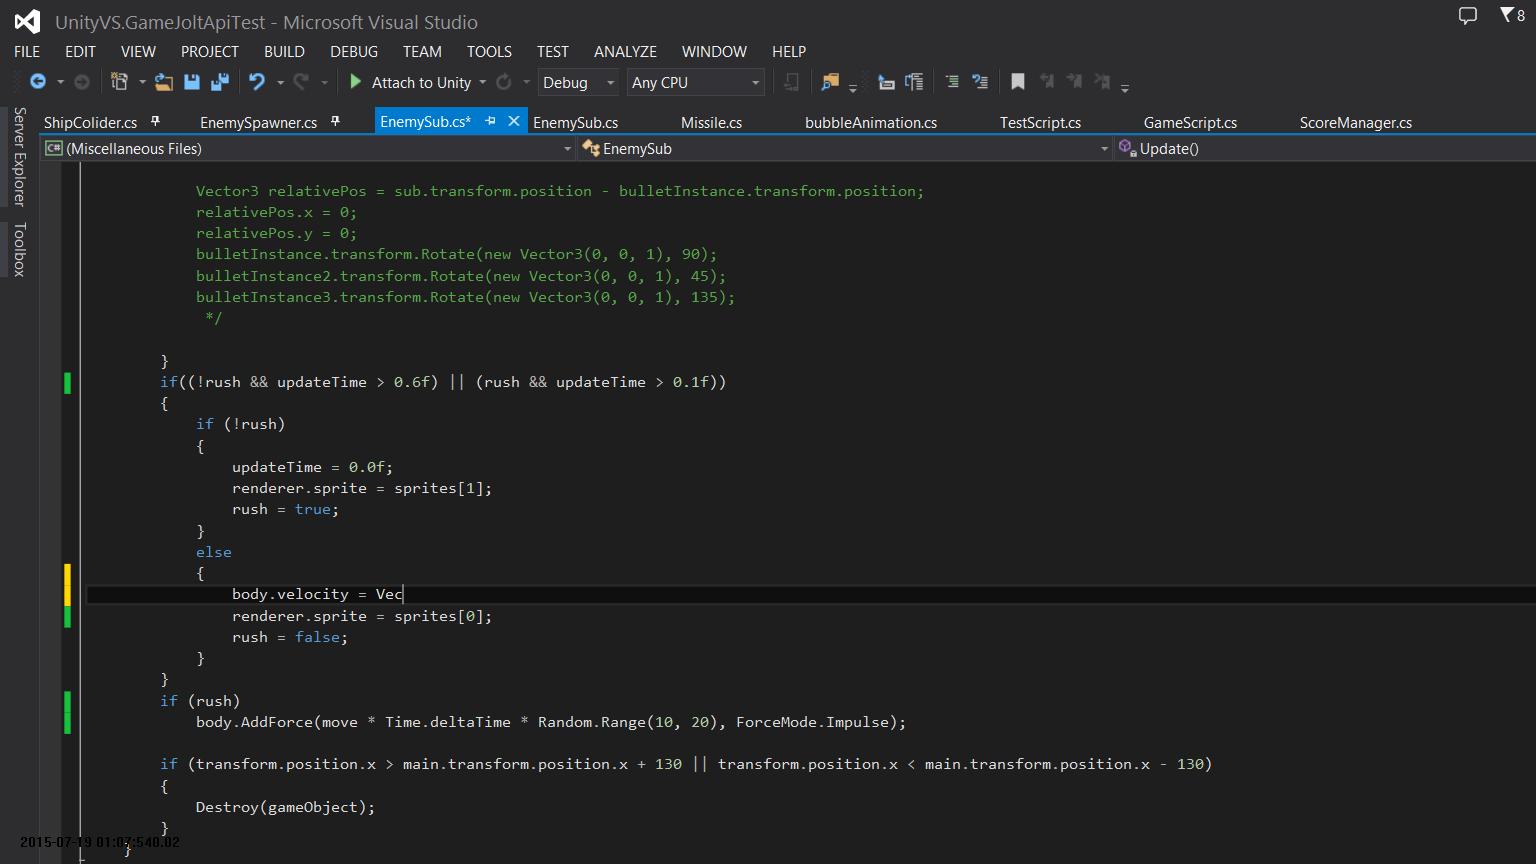 UnityVS.GameJoltApiTest - Microsoft Visual Studio
8
FILE EDIT VIEW PROJECT BUILD DEBUG TEAM TOOLS TEST ANALYZE WINDOW HELP
Attach to Unity Debug Any CPU
Server Explorer
Toolbox
ShipColider.cs EnemySpawner.cs EnemySub.cs* EnemySub.cs Missile.cs bubbleAnimation.cs TestScript.cs GameScript.cs ScoreManager.cs
C# (Miscellaneous Files) EnemySub Update()
Vector3 relativePos = sub.transform.position - bulletInstance.transform.position;
relativePos.x = 0;
relativePos.y = 0;
bulletInstance.transform.Rotate(new Vector3(0, 0, 1), 90);
bulletInstance2.transform.Rotate(new Vector3(0, 0, 1), 45);
bulletInstance3.transform.Rotate(new Vector3(0, 0, 1), 135);
*/
}
if((!rush && updateTime > 0.6f) || (rush && updateTime > 0.1f))
{
if (!rush)
{
updateTime = 0.0f;
renderer.sprite = sprites[1];
rush = true;
}
else
{
body.velocity = Vec
renderer.sprite = sprites[0];
rush = false;
}
}
if (rush)
body.AddForce(move * Time.deltaTime * Random.Range(10, 20), ForceMode.Impulse);
if (transform.position.x > main.transform.position.x + 130 || transform.position.x < main.transform.position.x - 130)
{
Destroy(gameObject);
}
}